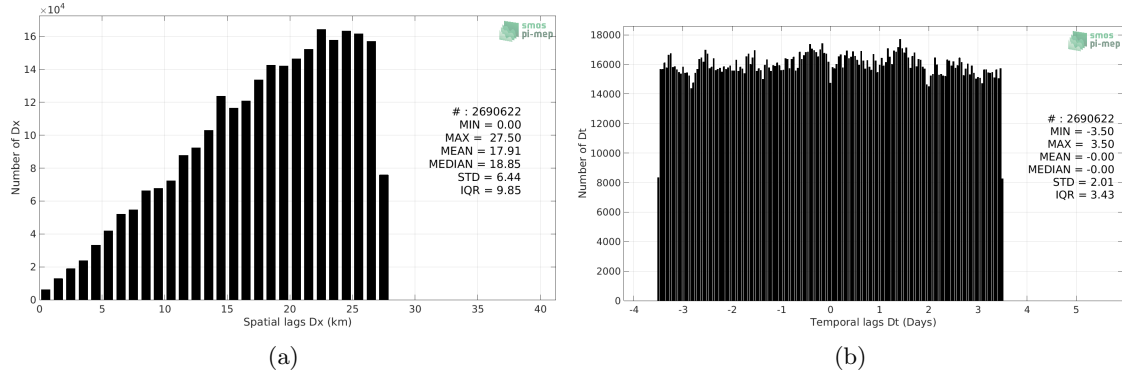 ×10⁴
smos
pi-mep
16
14
12
10
8
6
4
2
0
Number of Dx
# : 2690622
MIN = 0.00
MAX = 27.50
MEAN = 17.91
MEDIAN = 18.85
STD = 6.44
IQR = 9.85
0 5 10 15 20 25 30 35 40
Spatial lags Dx (km)
(a)
smos
pi-mep
18000
16000
14000
12000
10000
8000
6000
4000
2000
0
Number of Dt
# : 2690622
MIN = -3.50
MAX = 3.50
MEAN = -0.00
MEDIAN = -0.00
STD = 2.01
IQR = 3.43
-4 -3 -2 -1 0 1 2 3 4 5
Temporal lags Dt (Days)
(b)